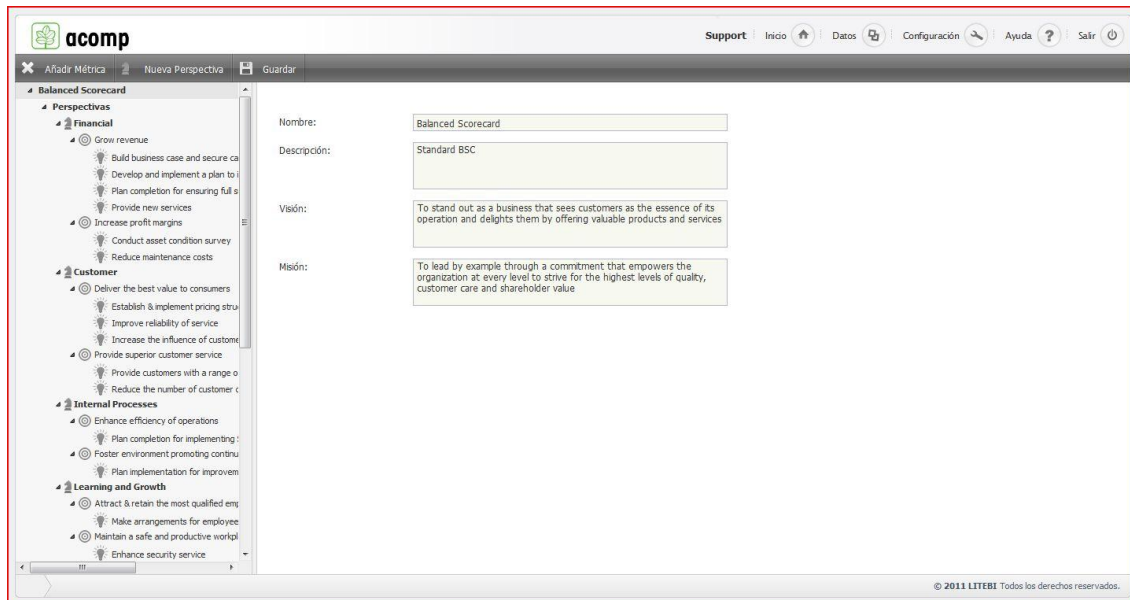 acomp
Support Inicio Datos Configuración Ayuda Salir
Añadir Métrica Nueva Perspectiva Guardar
Balanced Scorecard
Perspectivas
Financial
Grow revenue
Build business case and secure ca
Develop and implement a plan to i
Plan completion for ensuring full s
Provide new services
Increase profit margins
Conduct asset condition survey
Reduce maintenance costs
Customer
Deliver the best value to consumers
Establish & implement pricing stru
Improve reliability of service
Increase the influence of custome
Provide superior customer service
Provide customers with a range o
Reduce the number of customer c
Internal Processes
Enhance efficiency of operations
Plan completion for implementing
Foster environment promoting continu
Plan implementation for improvem
Learning and Growth
Attract & retain the most qualified emp
Make arrangements for employee
Maintain a safe and productive workpl
Enhance security service
Nombre: Balanced Scorecard
Descripción: Standard BSC
Visión: To stand out as a business that sees customers as the essence of its
operation and delights them by offering valuable products and services
Misión: To lead by example through a commitment that empowers the
organization at every level to strive for the highest levels of quality,
customer care and shareholder value
© 2011 LITEBI Todos los derechos reservados.